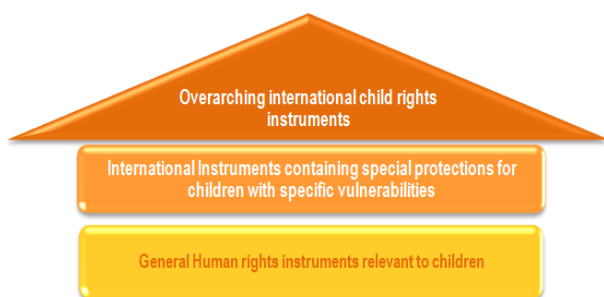 Overarching international child rights
instruments
International Instruments containing special protections for
children with specific vulnerabilities
General Human rights instruments relevant to children